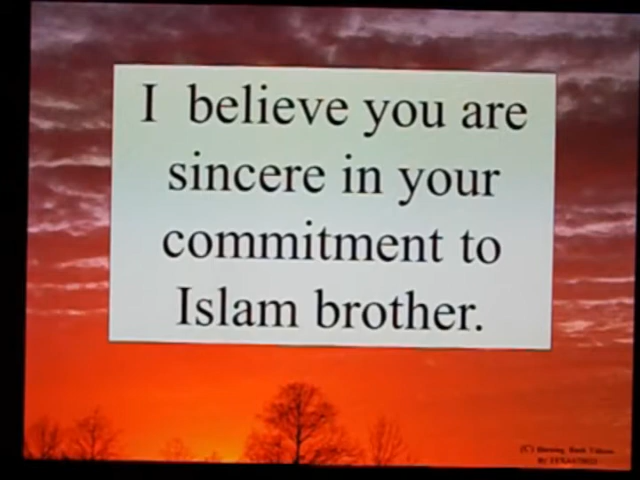 I believe you are
sincere in your
commitment to
Islam brother.